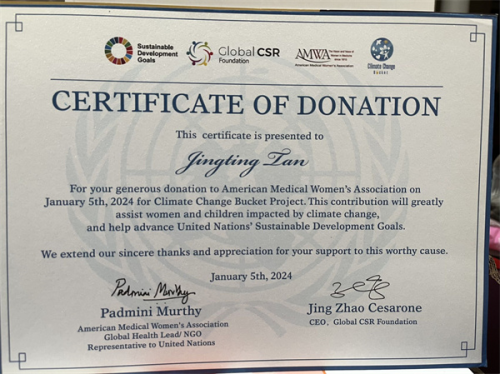 Sustainable
Development
Goals
Global CSR
Foundation
AMWA
American Medical Women's Association
Climate Change
Bucket
CERTIFICATE OF DONATION
This certificate is presented to
Jingting Tan
For your generous donation to American Medical Women's Association on
January 5th, 2024 for Climate Change Bucket Project. This contribution will greatly
assist women and children impacted by climate change,
and help advance United Nations' Sustainable Development Goals.
We extend our sincere thanks and appreciation for your support to this worthy cause.
January 5th, 2024
Padmini Murthy
Padmini Murthy
Jing Zhao Cesarone
American Medical Women's Association
CEO, Global CSR Foundation
Global Health Lead/ NGO
Representative to United Nations